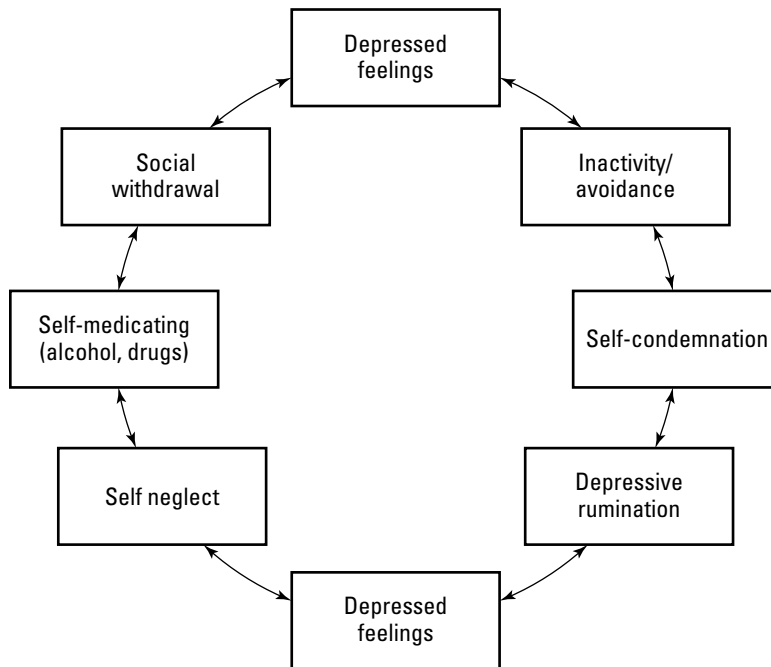 Depressed
feelings
Social
withdrawal
Inactivity/
avoidance
Self-medicating
(alcohol, drugs)
Self-condemnation
Self neglect
Depressive
rumination
Depressed
feelings